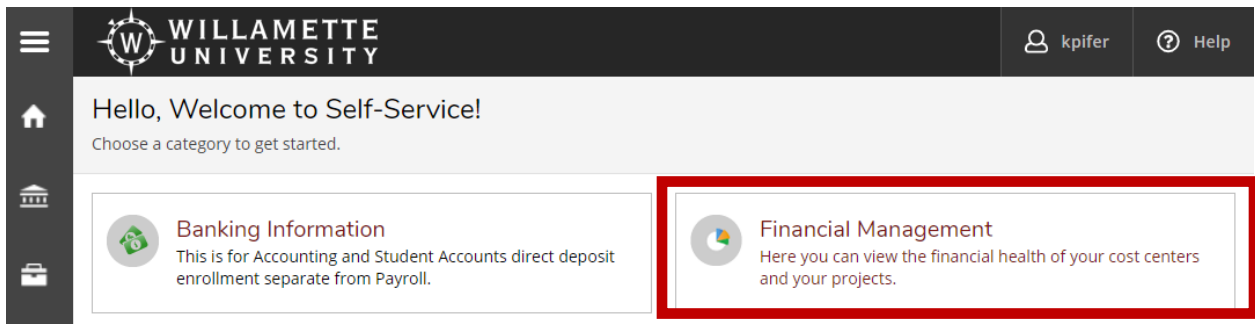 W
WILLAMETTE
UNIVERSITY
kpifer
? Help
Hello, Welcome to Self-Service!
Choose a category to get started.
Banking Information
This is for Accounting and Student Accounts direct deposit
enrollment separate from Payroll.
Financial Management
Here you can view the financial health of your cost centers
and your projects.